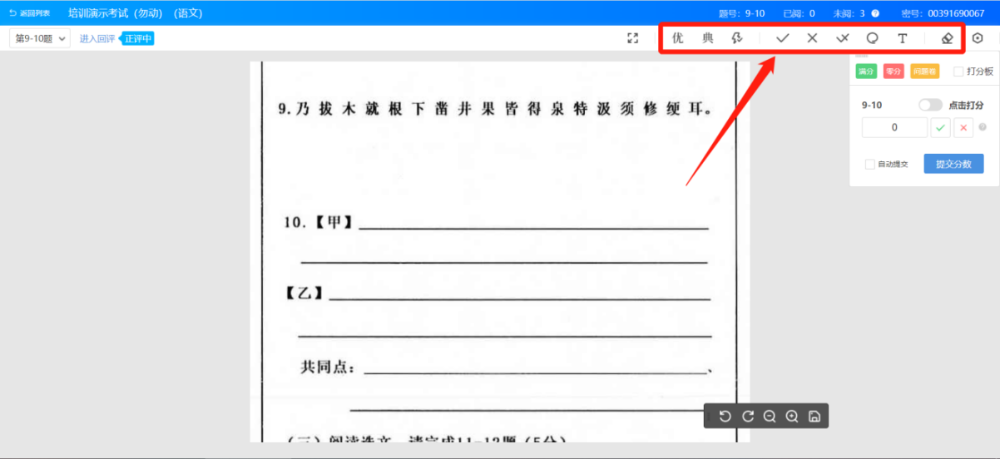 返回列表 培训演示考试（勿动） （语文） 题号：9-10 已阅：0 未阅：3 密号：00391690067
第9-10题 进入回评 正评中 优 典 T
满分 零分 问题卷 打分板
9-10 点击打分
0
自动提交 提交分数
9.乃拔木就根下凿井果皆得泉特汲须修绠耳。
10.【甲】
【乙】
共同点： 、
（三）阅读选文，请完成11-12题（5分）